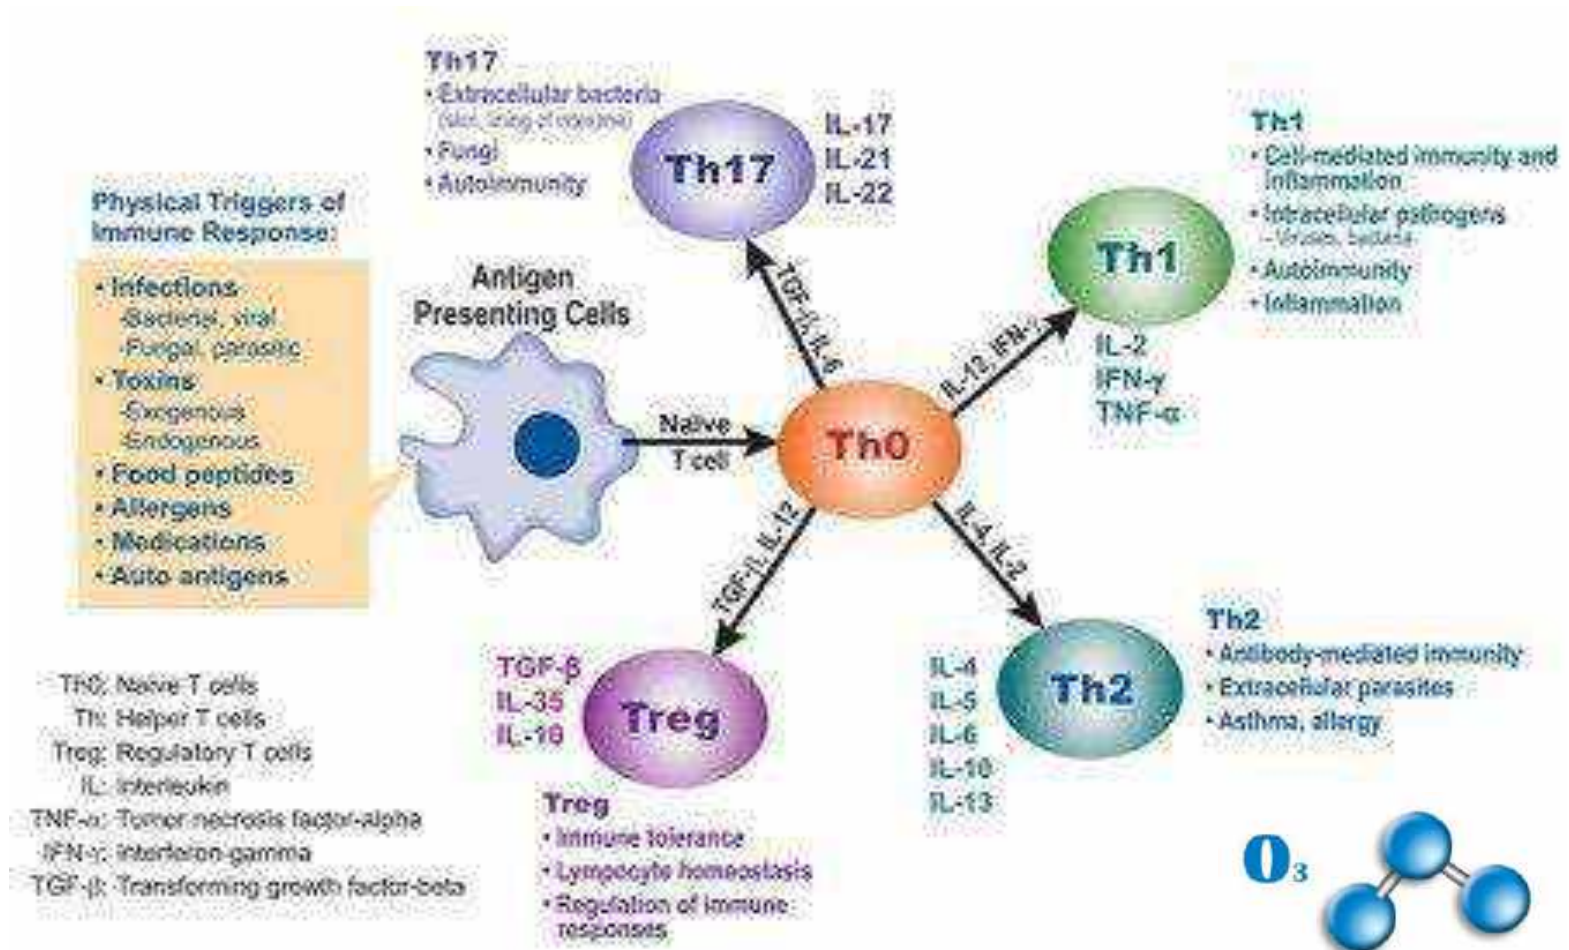 Th17
• Extracellular bacteria
• Fungi
• Autoimmunity
Th17
IL-17
IL-21
IL-22
Th1
• Cell-mediated immunity and
inflammation
• Intracellular pathogens
- Viruses, bacteria
• Autoimmunity
• Inflammation
Th1
IL-2
IFN-γ
TNF-α
Physical Triggers of
Immune Response:
• Infections
-Bacterial, viral
-Fungal, parasitic
• Toxins
-Exogenous
-Endogenous
• Food peptides
• Allergens
• Medications
• Auto antigens
Antigen
Presenting Cells
Naïve
T cell
Th0
TGF-β, IL-6
IL-12, IFN-γ
TGF-β, IL-12
IL-4, IL-2
TGF-β
IL-35
IL-10
Treg
Treg
• Immune tolerance
• Lympocyte homeostasis
• Regulation of immune
responses
IL-4
IL-5
IL-6
IL-10
IL-13
Th2
Th2
• Antibody-mediated immunity
• Extracellular parasites
• Asthma, allergy
Th0: Naive T cells
Th: Helper T cells
Treg: Regulatory T cells
IL: Interleukin
TNF-α: Tumor necrosis factor-alpha
IFN-γ: Interferon-gamma
TGF-β: Transforming growth factor-beta
O₃